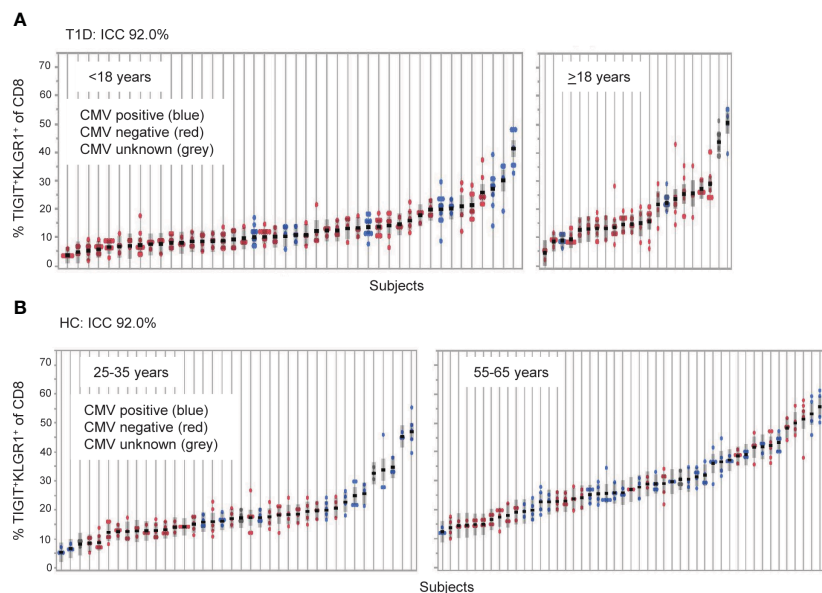 A
T1D: ICC 92.0%
% TIGIT⁺KLGR1⁺ of CD8
70
60
50
40
30
20
10
0
<18 years
CMV positive (blue)
CMV negative (red)
CMV unknown (grey)
≥18 years
Subjects
B
HC: ICC 92.0%
% TIGIT⁺KLGR1⁺ of CD8
70
60
50
40
30
20
10
0
25-35 years
CMV positive (blue)
CMV negative (red)
CMV unknown (grey)
55-65 years
Subjects